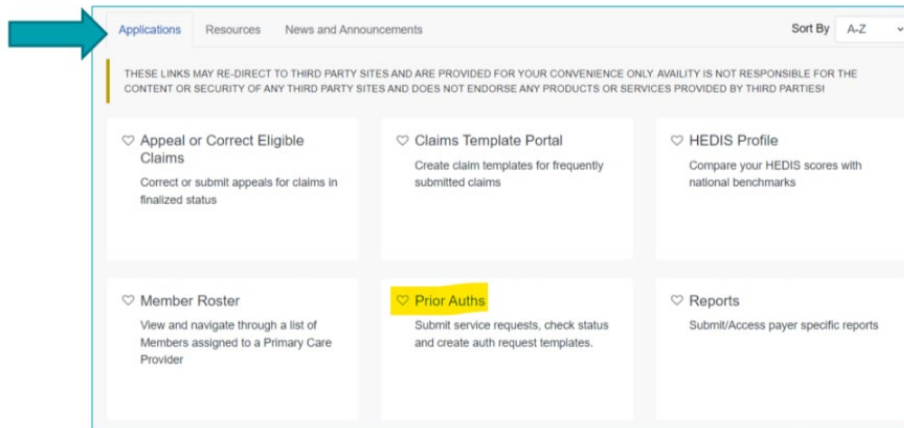 Applications Resources News and Announcements Sort By A-Z
THESE LINKS MAY RE-DIRECT TO THIRD PARTY SITES AND ARE PROVIDED FOR YOUR CONVENIENCE ONLY. AVAILITY IS NOT RESPONSIBLE FOR THE
CONTENT OR SECURITY OF ANY THIRD PARTY SITES AND DOES NOT ENDORSE ANY PRODUCTS OR SERVICES PROVIDED BY THIRD PARTIES!
Appeal or Correct Eligible
Claims
Correct or submit appeals for claims in
finalized status
Claims Template Portal
Create claim templates for frequently
submitted claims
HEDIS Profile
Compare your HEDIS scores with
national benchmarks
Member Roster
View and navigate through a list of
Members assigned to a Primary Care
Provider
Prior Auths
Submit service requests, check status
and create auth request templates.
Reports
Submit/Access payer specific reports